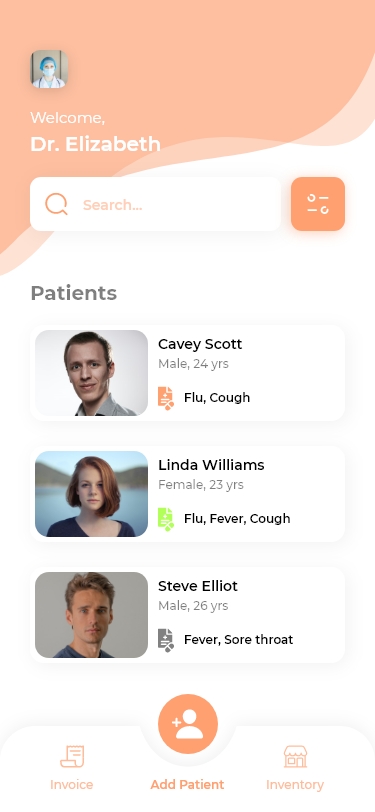 Welcome,
Dr. Elizabeth
Search...
Patients
Cavey Scott
Male, 24 yrs
Flu, Cough
Linda Williams
Female, 23 yrs
Flu, Fever, Cough
Steve Elliot
Male, 26 yrs
Fever, Sore throat
Invoice
Add Patient
Inventory